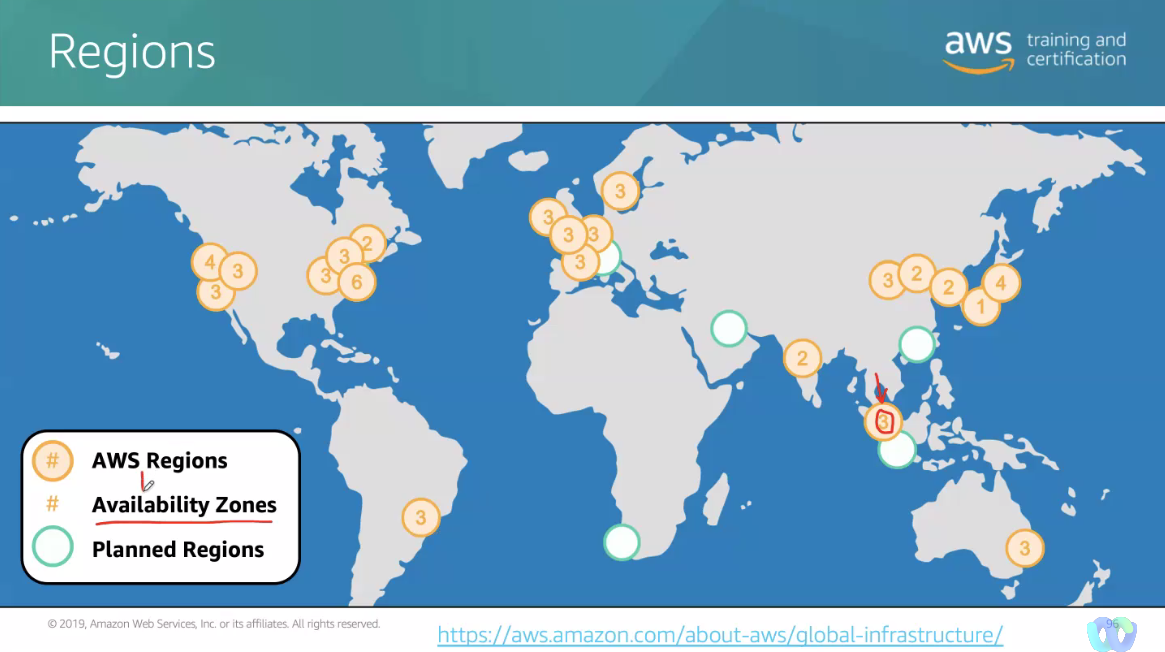 Regions
aws training and
certification
3
3
3
3
2
4
3
3
3
3
3
6
3
3
2
2
4
1
2
3
3
3
# AWS Regions
# Availability Zones
Planned Regions
© 2019, Amazon Web Services, Inc. or its affiliates. All rights reserved.
https://aws.amazon.com/about-aws/global-infrastructure/
96